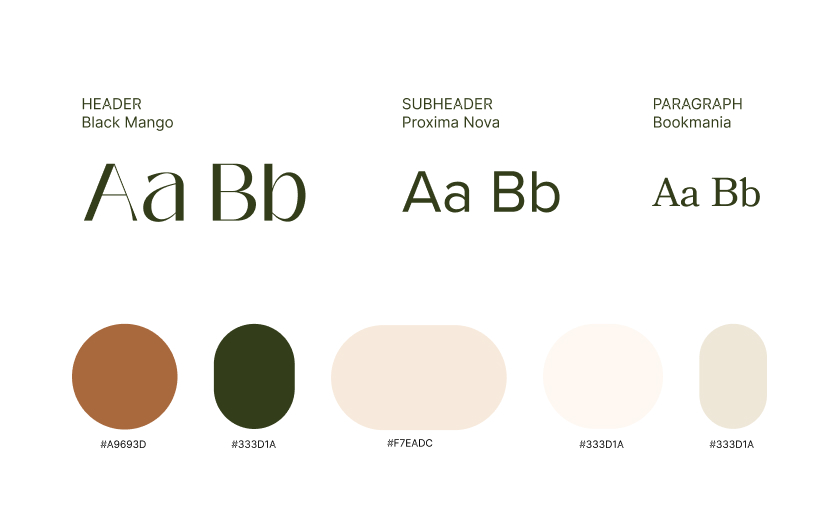 HEADER
Black Mango
Aa Bb
SUBHEADER
Proxima Nova
Aa Bb
PARAGRAPH
Bookmania
Aa Bb
#A9693D
#333D1A
#F7EADC
#333D1A
#333D1A